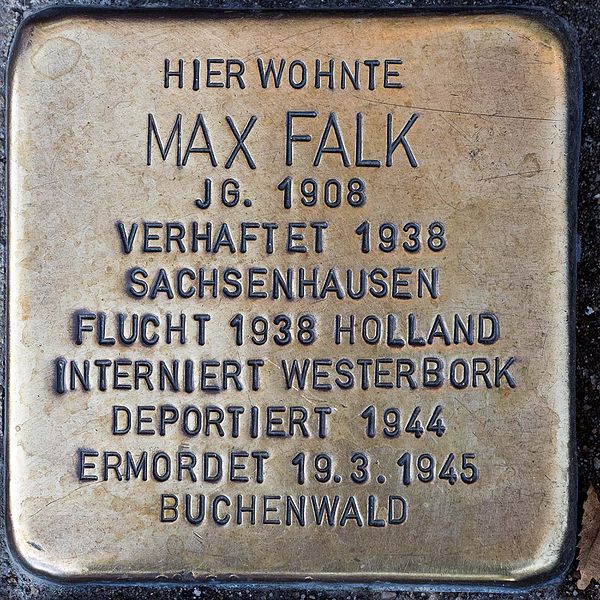 HIER WOHNTE
MAX FALK
JG. 1908
VERHAFTET 1938
SACHSENHAUSEN
FLUCHT 1938 HOLLAND
INTERNIERT WESTERBORK
DEPORTIERT 1944
ERMORDET 19.3.1945
BUCHENWALD